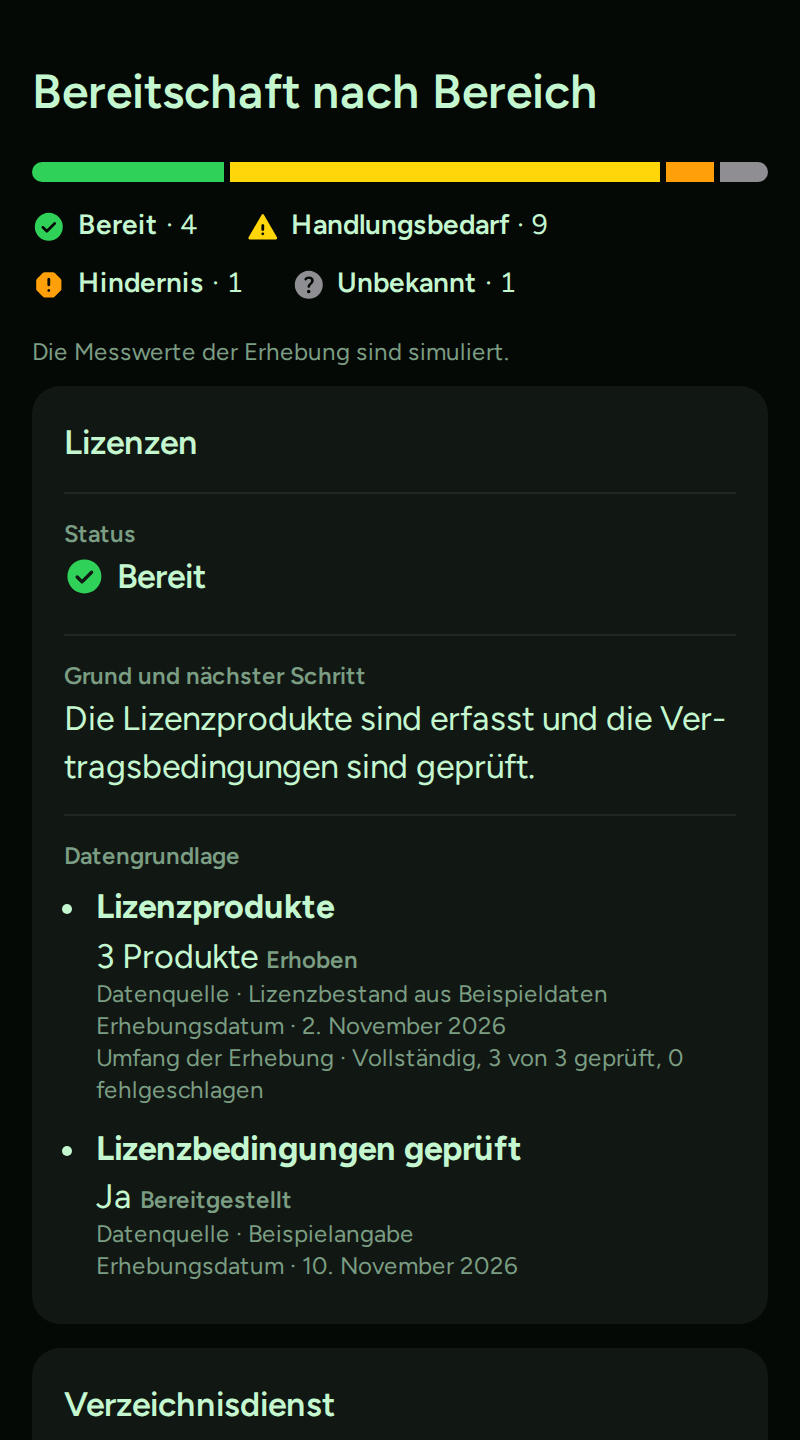 Bereitschaft nach Bereich
Bereit · 4
Handlungsbedarf · 9
Hindernis · 1
Unbekannt · 1
Die Messwerte der Erhebung sind simuliert.
Lizenzen
Status
Bereit
Grund und nächster Schritt
Die Lizenzprodukte sind erfasst und die Ver-
tragsbedingungen sind geprüft.
Datengrundlage
• Lizenzprodukte
3 Produkte Erhoben
Datenquelle · Lizenzbestand aus Beispieldaten
Erhebungsdatum · 2. November 2026
Umfang der Erhebung · Vollständig, 3 von 3 geprüft, 0
fehlgeschlagen
• Lizenzbedingungen geprüft
Ja Bereitgestellt
Datenquelle · Beispielangabe
Erhebungsdatum · 10. November 2026
Verzeichnisdienst